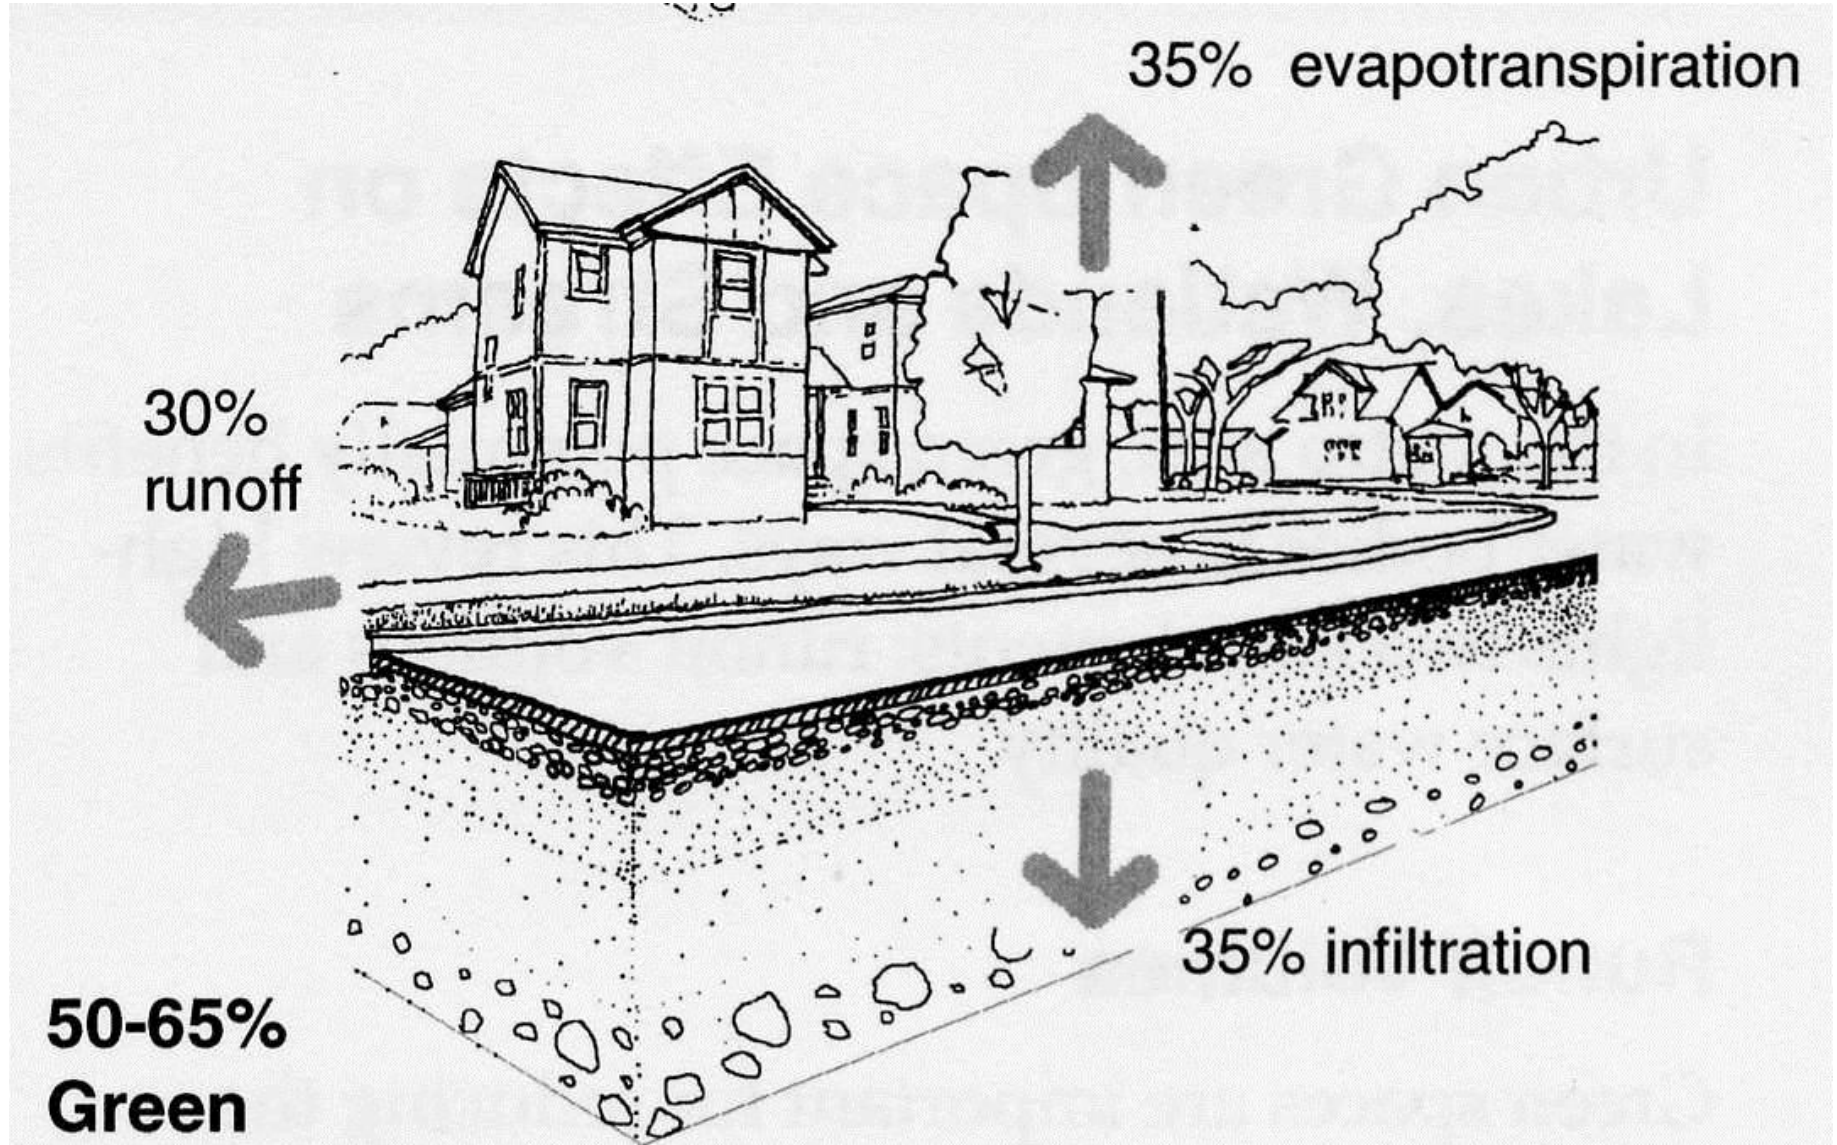 35% evapotranspiration
30%
runoff
35% infiltration
50-65%
Green